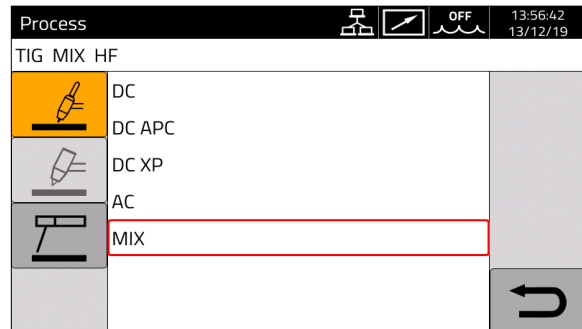 Process
OFF
13:56:42
13/12/19
TIG MIX HF
DC
DC APC
DC XP
AC
MIX